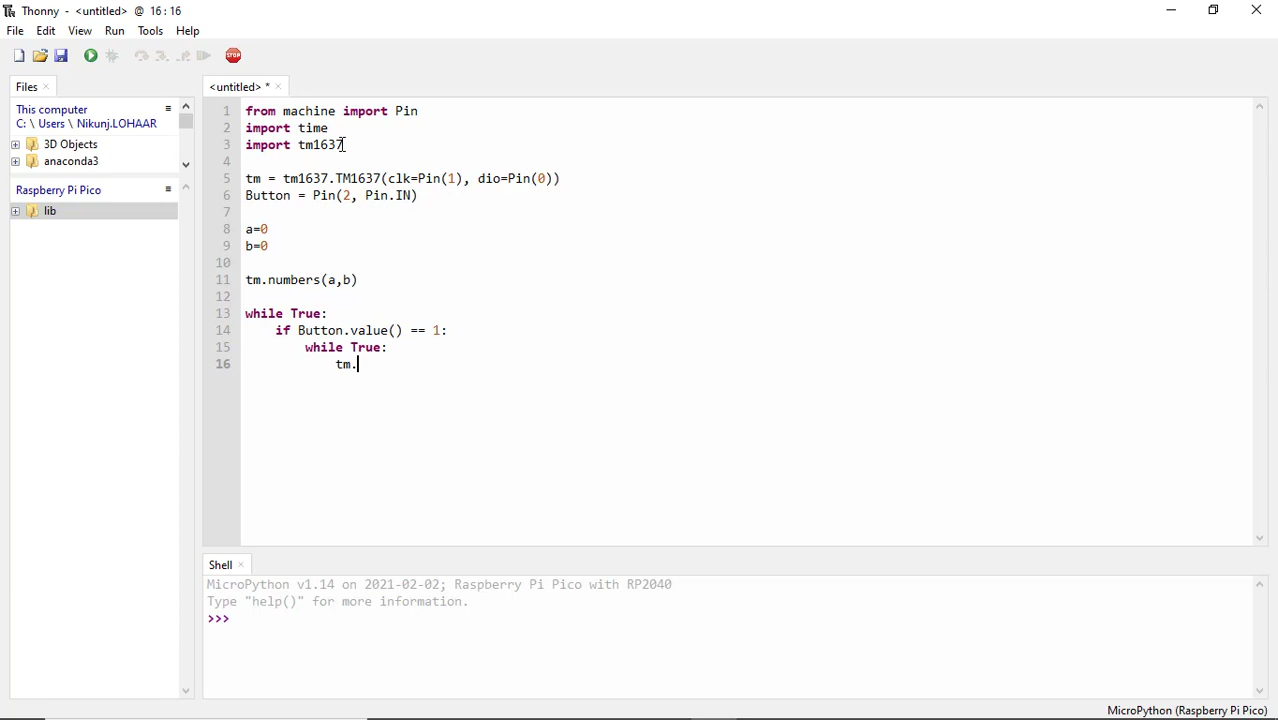 Thonny - <untitled> @ 16:16
File Edit View Run Tools Help
STOP
Files
<untitled> *
This computer
C: \ Users \ Nikunj.LOHAAR
3D Objects
anaconda3
Raspberry Pi Pico
lib
1 from machine import Pin
2 import time
3 import tm1637
4
5 tm = tm1637.TM1637(clk=Pin(1), dio=Pin(0))
6 Button = Pin(2, Pin.IN)
7
8 a=0
9 b=0
10
11 tm.numbers(a,b)
12
13 while True:
14 if Button.value() == 1:
15 while True:
16 tm.
Shell
MicroPython v1.14 on 2021-02-02; Raspberry Pi Pico with RP2040
Type "help()" for more information.
>>>
MicroPython (Raspberry Pi Pico)